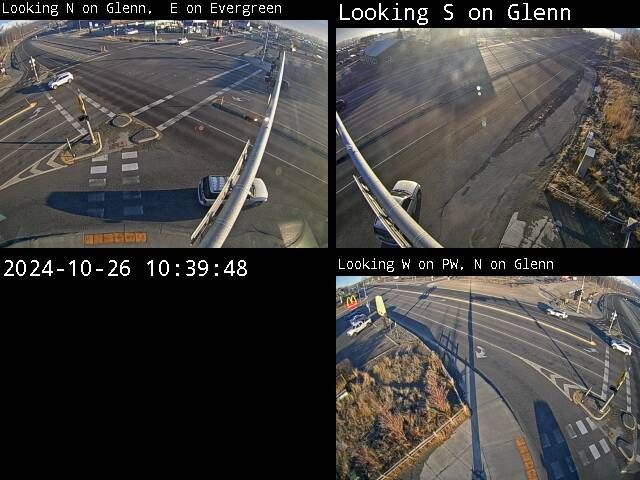 Looking N on Glenn, E on Evergreen
Looking S on Glenn
2024-10-26 10:39:48
Looking W on PW, N on Glenn